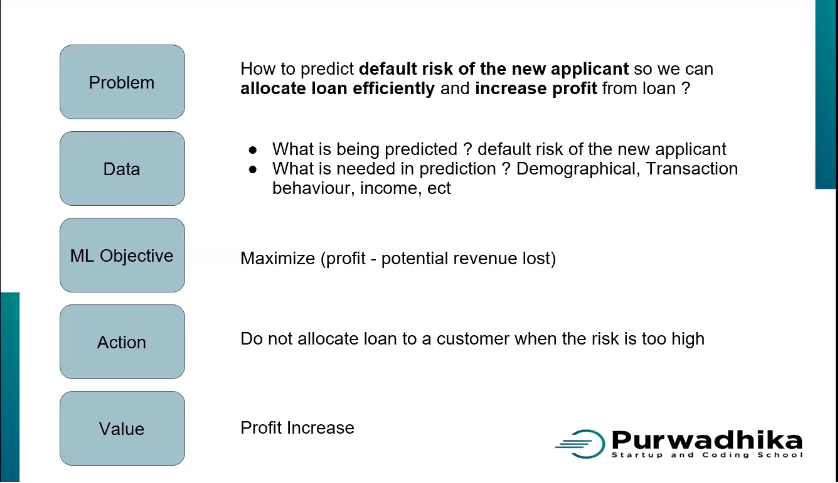 Problem
How to predict default risk of the new applicant so we can
allocate loan efficiently and increase profit from loan ?
Data
● What is being predicted ? default risk of the new applicant
● What is needed in prediction ? Demographical, Transaction
behaviour, income, ect
ML Objective
Maximize (profit - potential revenue lost)
Action
Do not allocate loan to a customer when the risk is too high
Value
Profit Increase
Purwadhika
Startup and Coding School